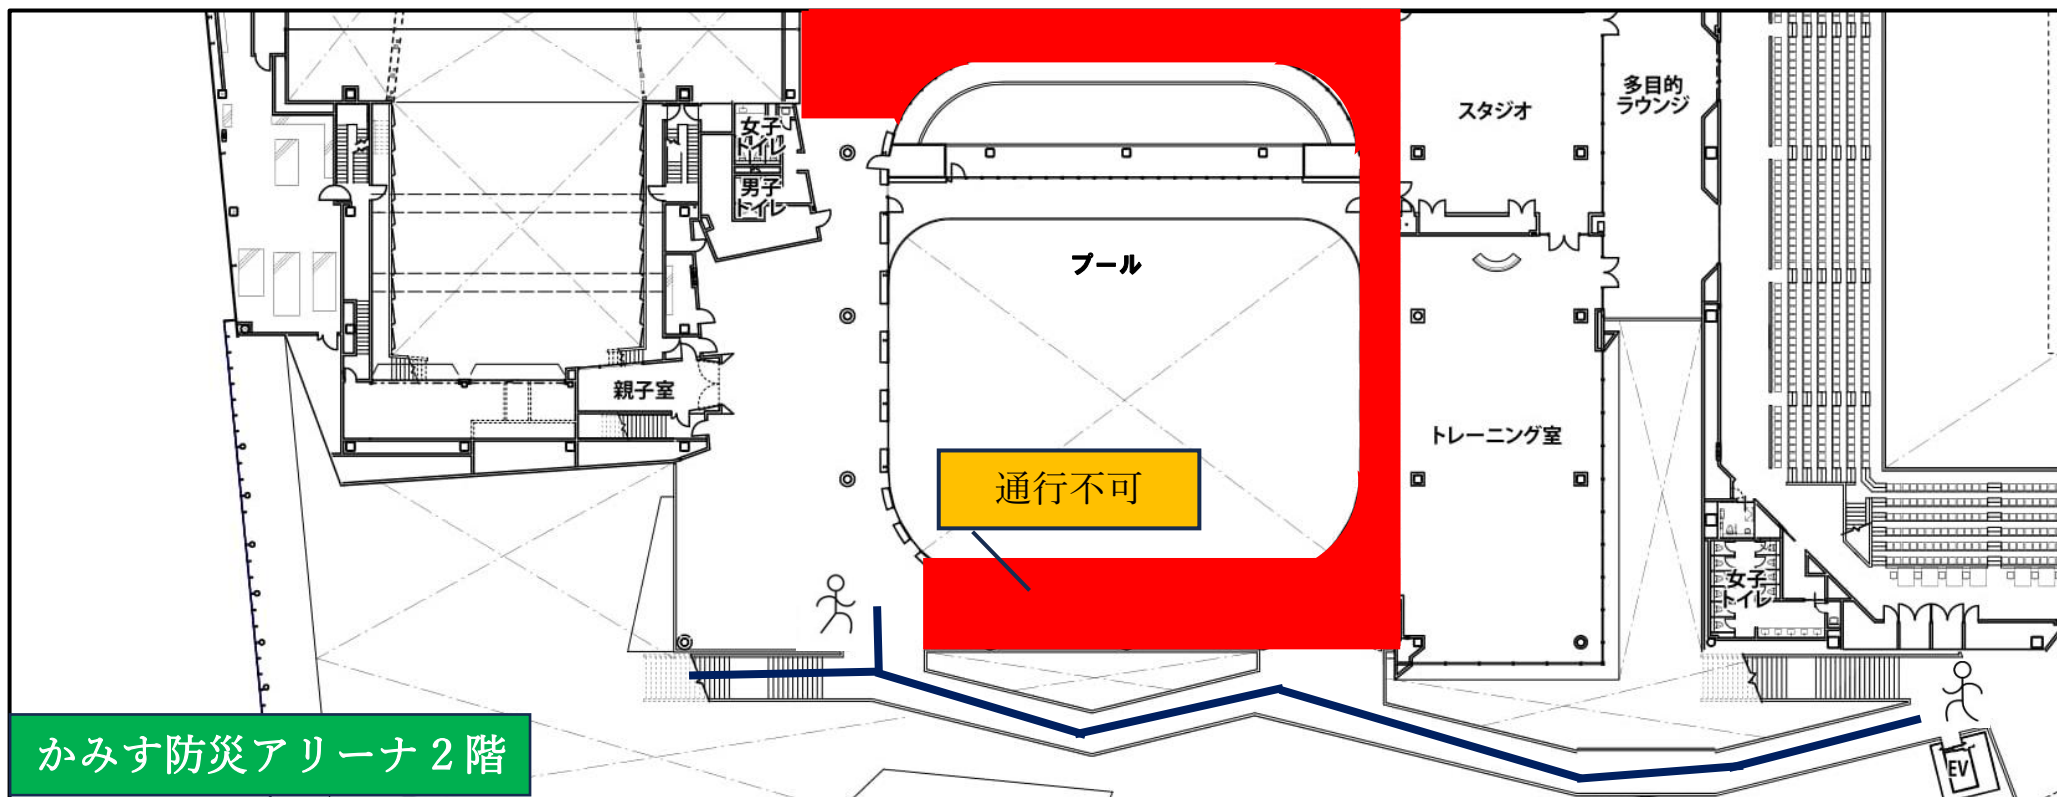 多目的
ラウンジ
スタジオ
女子
トイレ
男子
トイレ
プール
親子室
トレーニング室
通行不可
女子
トイレ
かみす防災アリーナ２階
EV